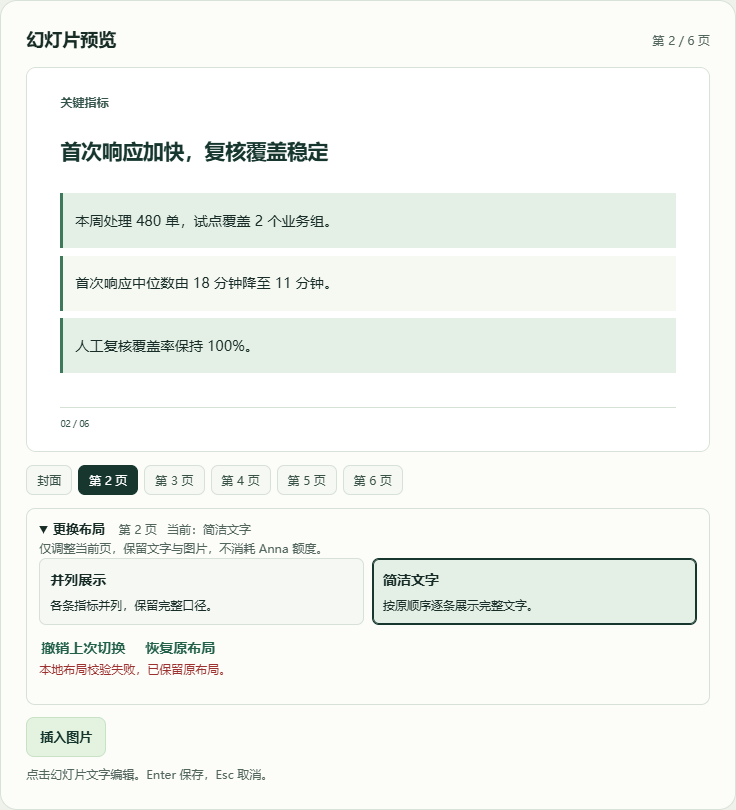 幻灯片预览
第 2 / 6 页
关键指标
首次响应加快，复核覆盖稳定
本周处理 480 单，试点覆盖 2 个业务组。
首次响应中位数由 18 分钟降至 11 分钟。
人工复核覆盖率保持 100%。
02 / 06
封面 第 2 页 第 3 页 第 4 页 第 5 页 第 6 页
▼ 更换布局 第 2 页 当前：简洁文字
仅调整当前页，保留文字与图片，不消耗 Anna 额度。
并列展示
各条指标并列，保留完整口径。
简洁文字
按原顺序逐条展示完整文字。
撤销上次切换 恢复原布局
本地布局校验失败，已保留原布局。
插入图片
点击幻灯片文字编辑。Enter 保存，Esc 取消。